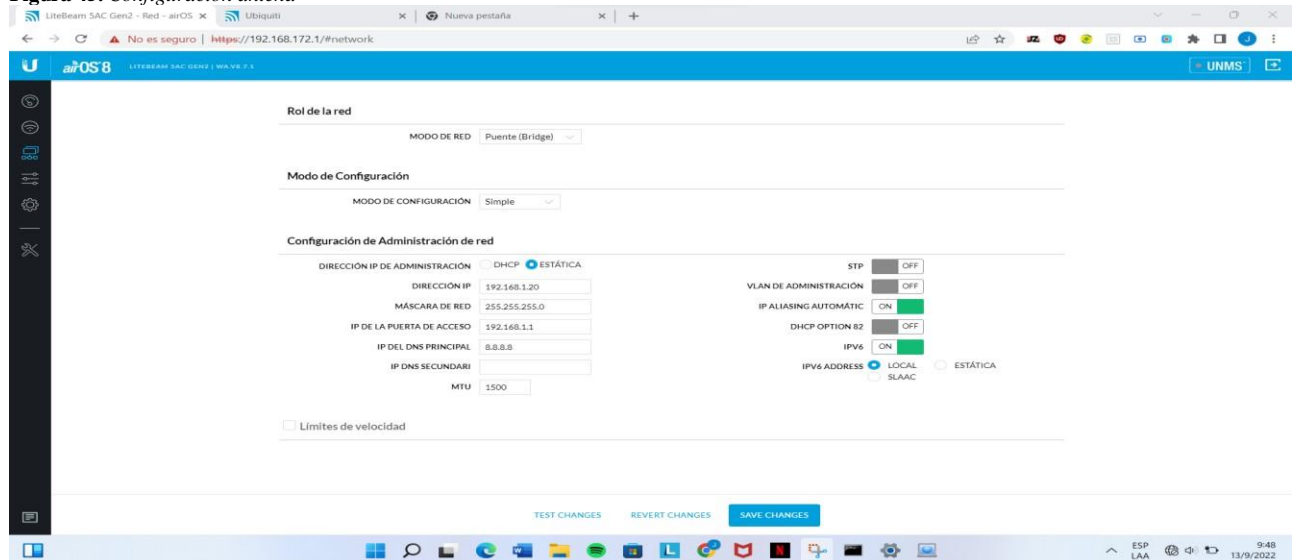 LiteBeam 5AC Gen2 - Red - airOS
Ubiquiti
Nueva pestaña
No es seguro | https://192.168.172.1/#network
airOS 8 LITEBEAM 5AC GEN2 | WA.V8.7.1
UNMS
Rol de la red
MODO DE RED Puente (Bridge)
Modo de Configuración
MODO DE CONFIGURACIÓN Simple
Configuración de Administración de red
DIRECCIÓN IP DE ADMINISTRACIÓN DHCP ESTÁTICA
DIRECCIÓN IP 192.168.1.20
MÁSCARA DE RED 255.255.255.0
IP DE LA PUERTA DE ACCESO 192.168.1.1
IP DEL DNS PRINCIPAL 8.8.8.8
IP DNS SECUNDARI
MTU 1500
STP OFF
VLAN DE ADMINISTRACIÓN OFF
IP ALIASING AUTOMÁTIC ON
DHCP OPTION 82 OFF
IPV6 ON
IPV6 ADDRESS LOCAL ESTÁTICA
SLAAC
Límites de velocidad
TEST CHANGES REVERT CHANGES SAVE CHANGES
ESP
LAA
9:48
13/9/2022